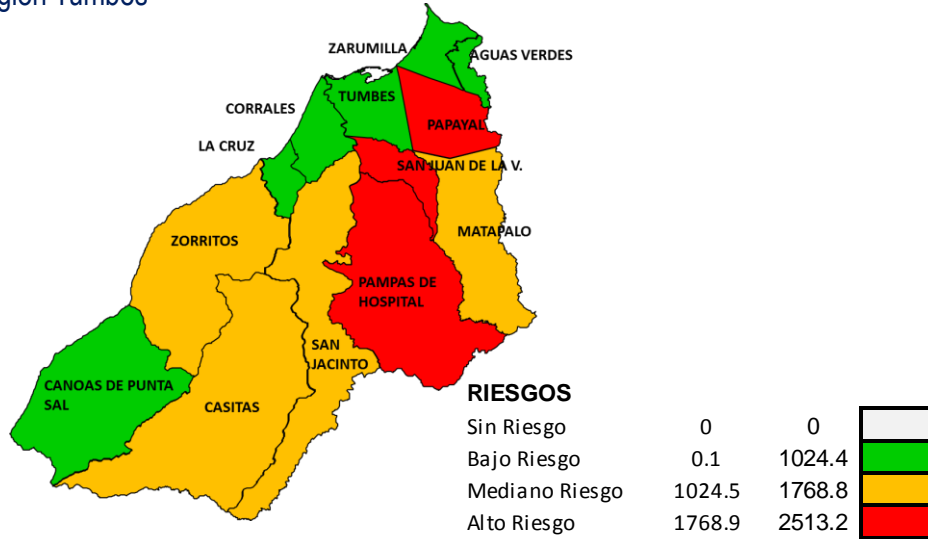 gión Tumbes
ZARUMILLA
AGUAS VERDES
TUMBES
CORRALES
PAPAYAL
LA CRUZ
SAN JUAN DE LA V.
MATAPALO
ZORRITOS
PAMPAS DE
HOSPITAL
SAN
JACINTO
CANOAS DE PUNTA
SAL
CASITAS
RIESGOS
Sin Riesgo 0 0
Bajo Riesgo 0.1 1024.4
Mediano Riesgo 1024.5 1768.8
Alto Riesgo 1768.9 2513.2